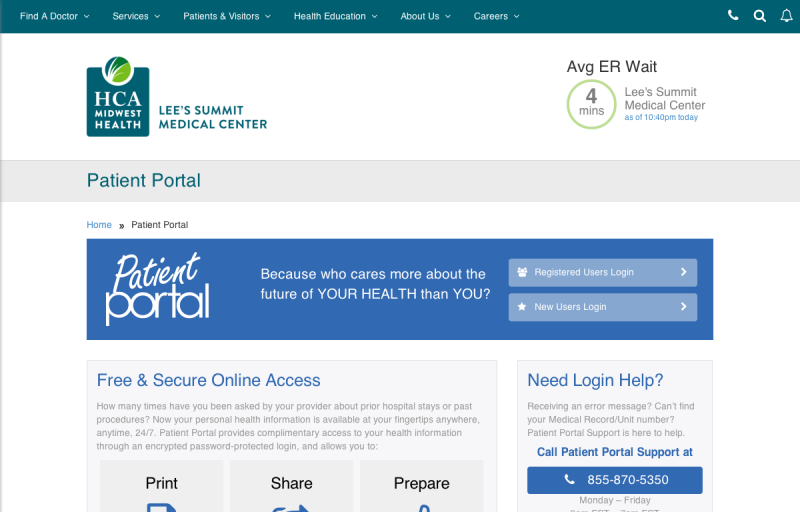 Find A Doctor
Services
Patients & Visitors
Health Education
About Us
Careers
HCA
MIDWEST
HEALTH
LEE'S SUMMIT
MEDICAL CENTER
Avg ER Wait
4
mins
Lee's Summit
Medical Center
as of 10:40pm today
Patient Portal
Home » Patient Portal
Patient
portal
Because who cares more about the
future of YOUR HEALTH than YOU?
Registered Users Login
New Users Login
Free & Secure Online Access
How many times have you been asked by your provider about prior hospital stays or past
procedures? Now your personal health information is available at your fingertips anywhere,
anytime, 24/7. Patient Portal provides complimentary access to your health information
through an encrypted password-protected login, and allows you to:
Print
Share
Prepare
Need Login Help?
Receiving an error message? Can't find
your Medical Record/Unit number?
Patient Portal Support is here to help.
Call Patient Portal Support at
855-870-5350
Monday – Friday